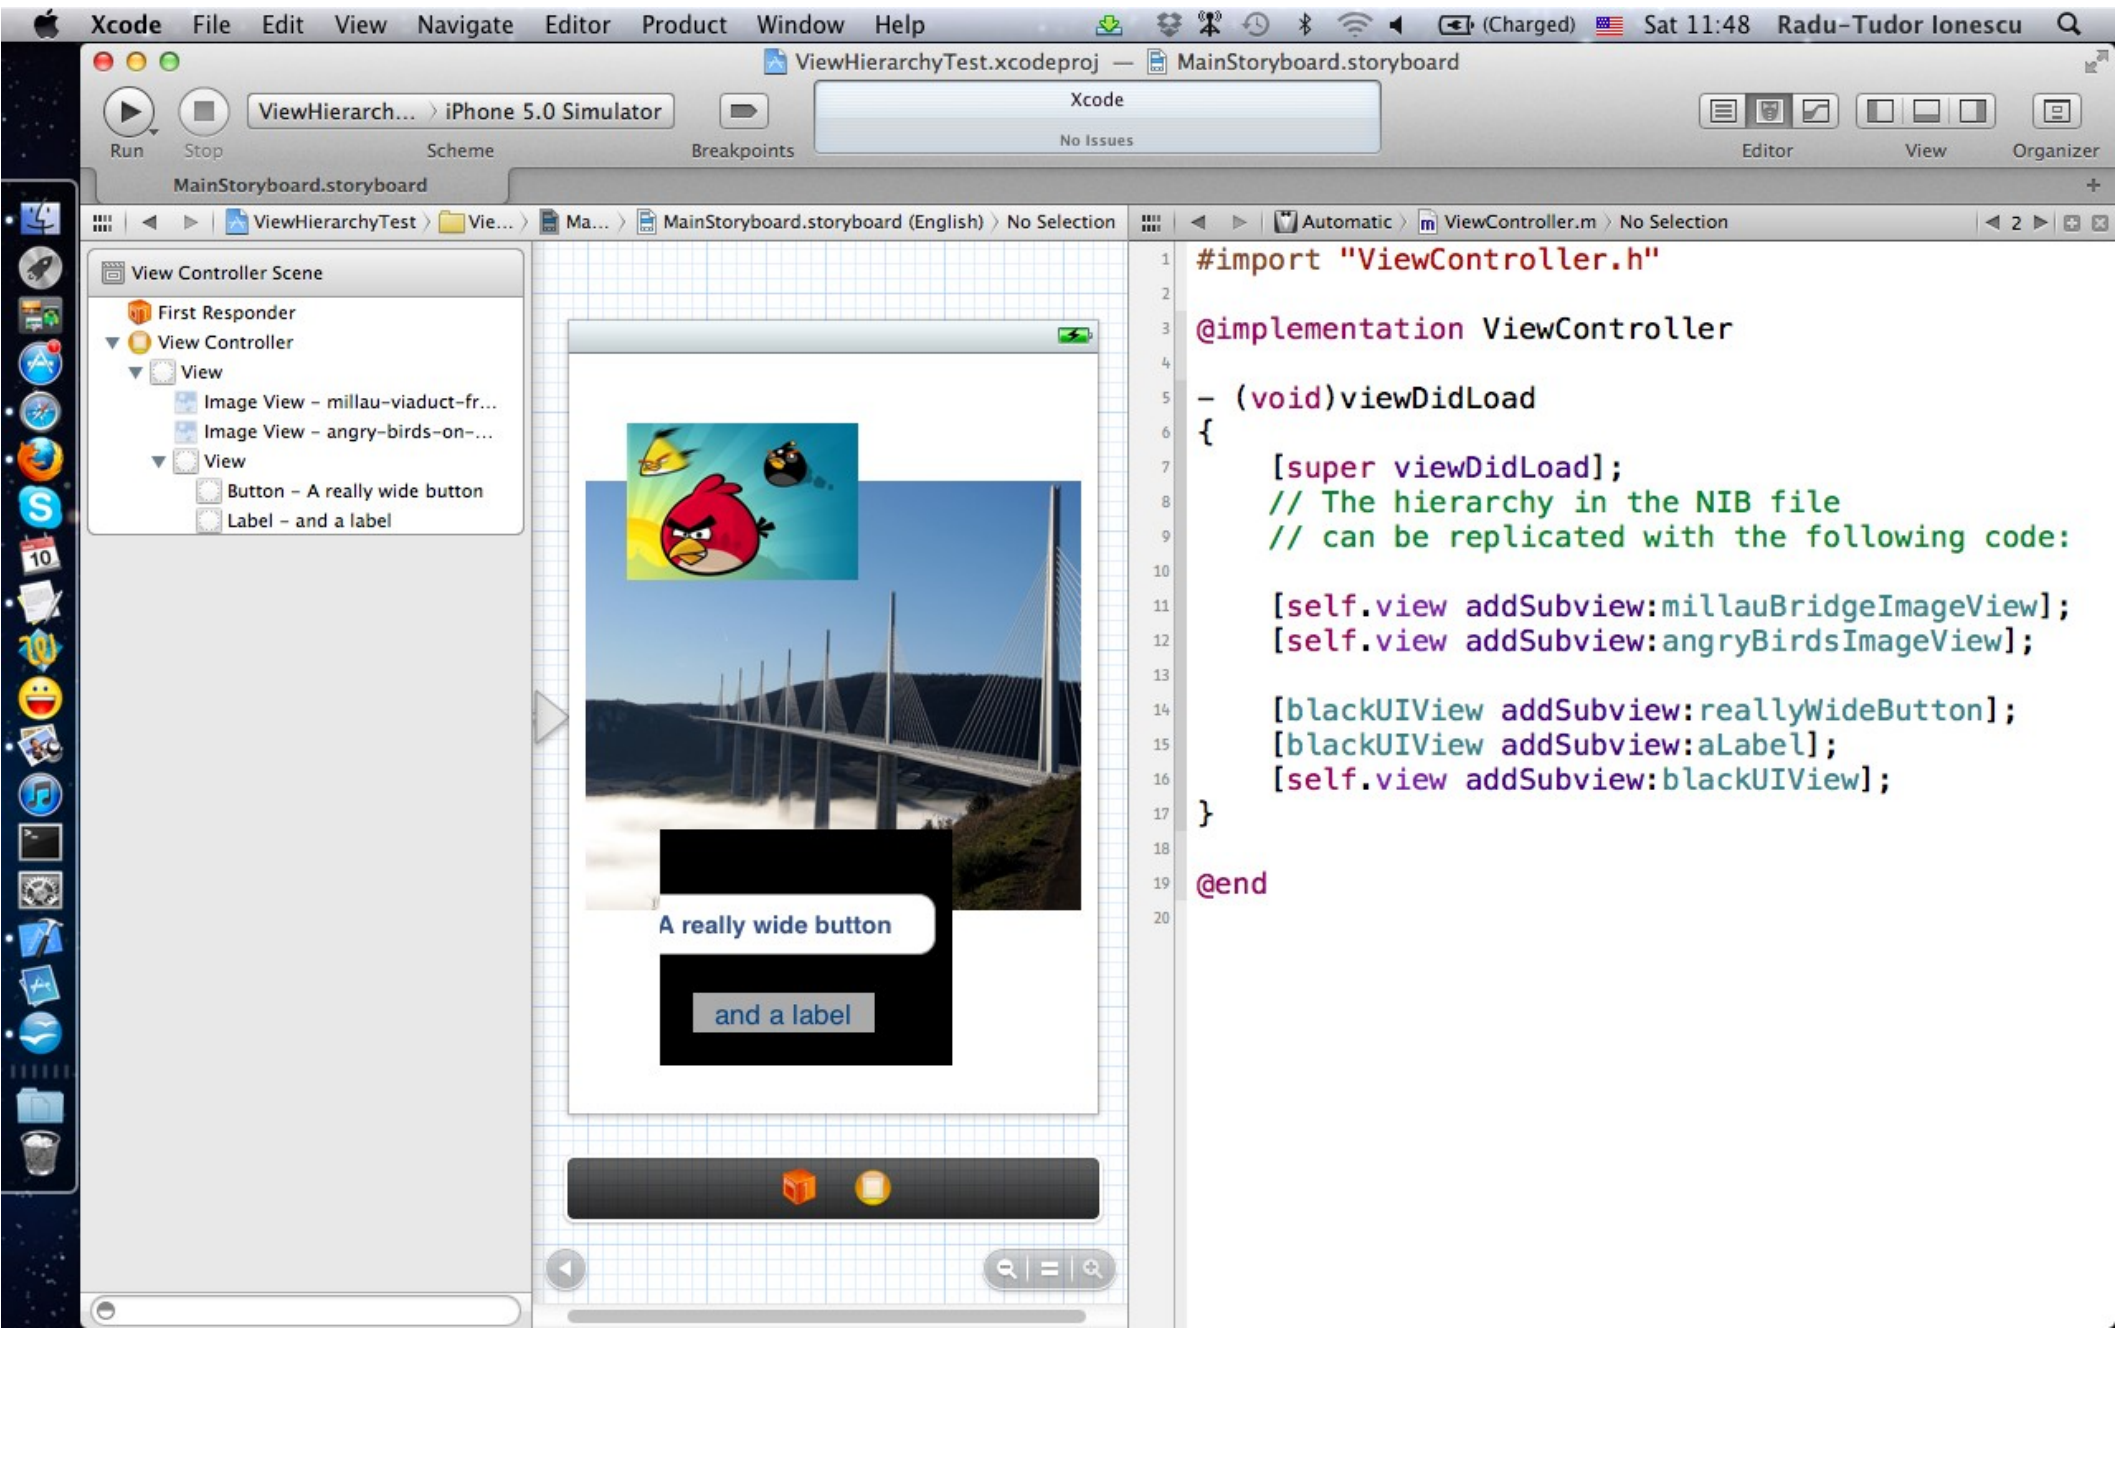 Xcode File Edit View Navigate Editor Product Window Help (Charged) Sat 11:48 Radu-Tudor Ionescu
ViewHierarchyTest.xcodeproj — MainStoryboard.storyboard
ViewHierarch... iPhone 5.0 Simulator
Xcode
No Issues
Run Stop Scheme Breakpoints Editor View Organizer
MainStoryboard.storyboard
ViewHierarchyTest Vie... Ma... MainStoryboard.storyboard (English) No Selection
Automatic ViewController.m No Selection 2
View Controller Scene
First Responder
View Controller
View
Image View - millau-viaduct-fr...
Image View - angry-birds-on-...
View
Button - A really wide button
Label - and a label
10
A really wide button
and a label
1 #import "ViewController.h"
2
3 @implementation ViewController
4
5 - (void)viewDidLoad
6 {
7 [super viewDidLoad];
8 // The hierarchy in the NIB file
9 // can be replicated with the following code:
10
11 [self.view addSubview:millauBridgeImageView];
12 [self.view addSubview:angryBirdsImageView];
13
14 [blackUIView addSubview:reallyWideButton];
15 [blackUIView addSubview:aLabel];
16 [self.view addSubview:blackUIView];
17 }
18
19 @end
20